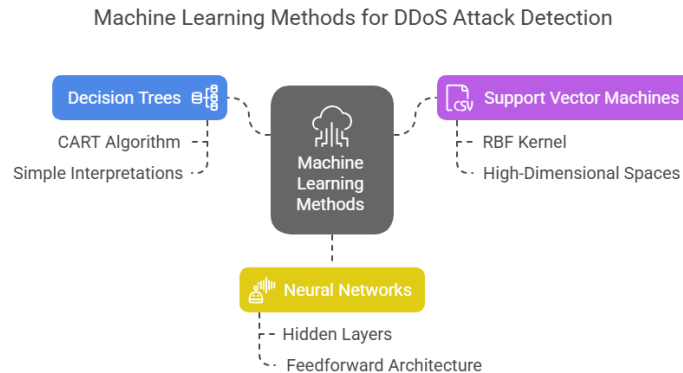 Machine Learning Methods for DDoS Attack Detection
Decision Trees
CART Algorithm
Simple Interpretations
Machine
Learning
Methods
CSV
Support Vector Machines
RBF Kernel
High-Dimensional Spaces
Neural Networks
Hidden Layers
Feedforward Architecture